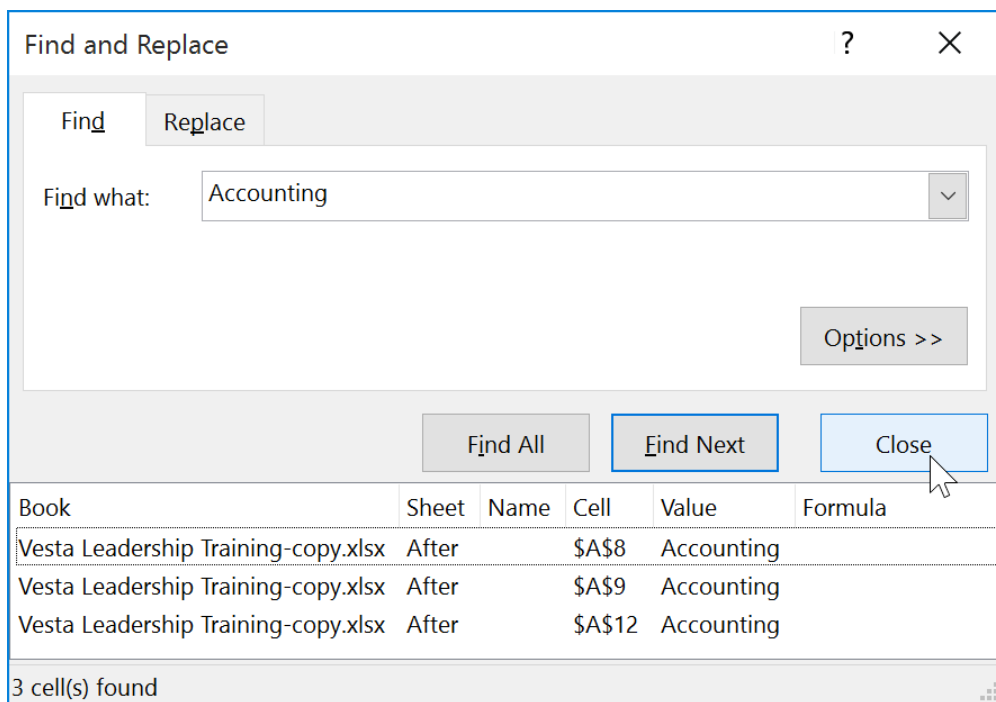 Find and Replace ?
Find Replace
Find what: Accounting
Options >>
Find All Find Next Close
Book Sheet Name Cell Value Formula
Vesta Leadership Training-copy.xlsx After $A$8 Accounting
Vesta Leadership Training-copy.xlsx After $A$9 Accounting
Vesta Leadership Training-copy.xlsx After $A$12 Accounting
3 cell(s) found